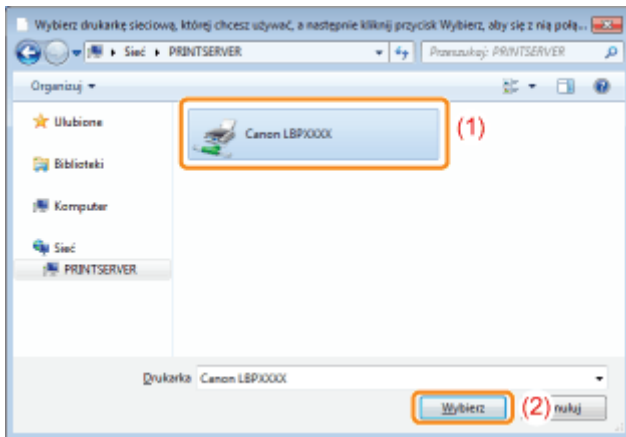 Wybierz drukarkę sieciową, której chcesz używać, a następnie kliknij przycisk Wybierz, aby się z nią połą...
Sieć ▸ PRINTSERVER
Przeszukaj: PRINTSERVER
Organizuj
Ulubione
Canon LBPXXXX
(1)
Biblioteki
Komputer
Sieć
PRINTSERVER
Drukarka
Canon LBPXXXX
Wybierz
(2)
nuluj